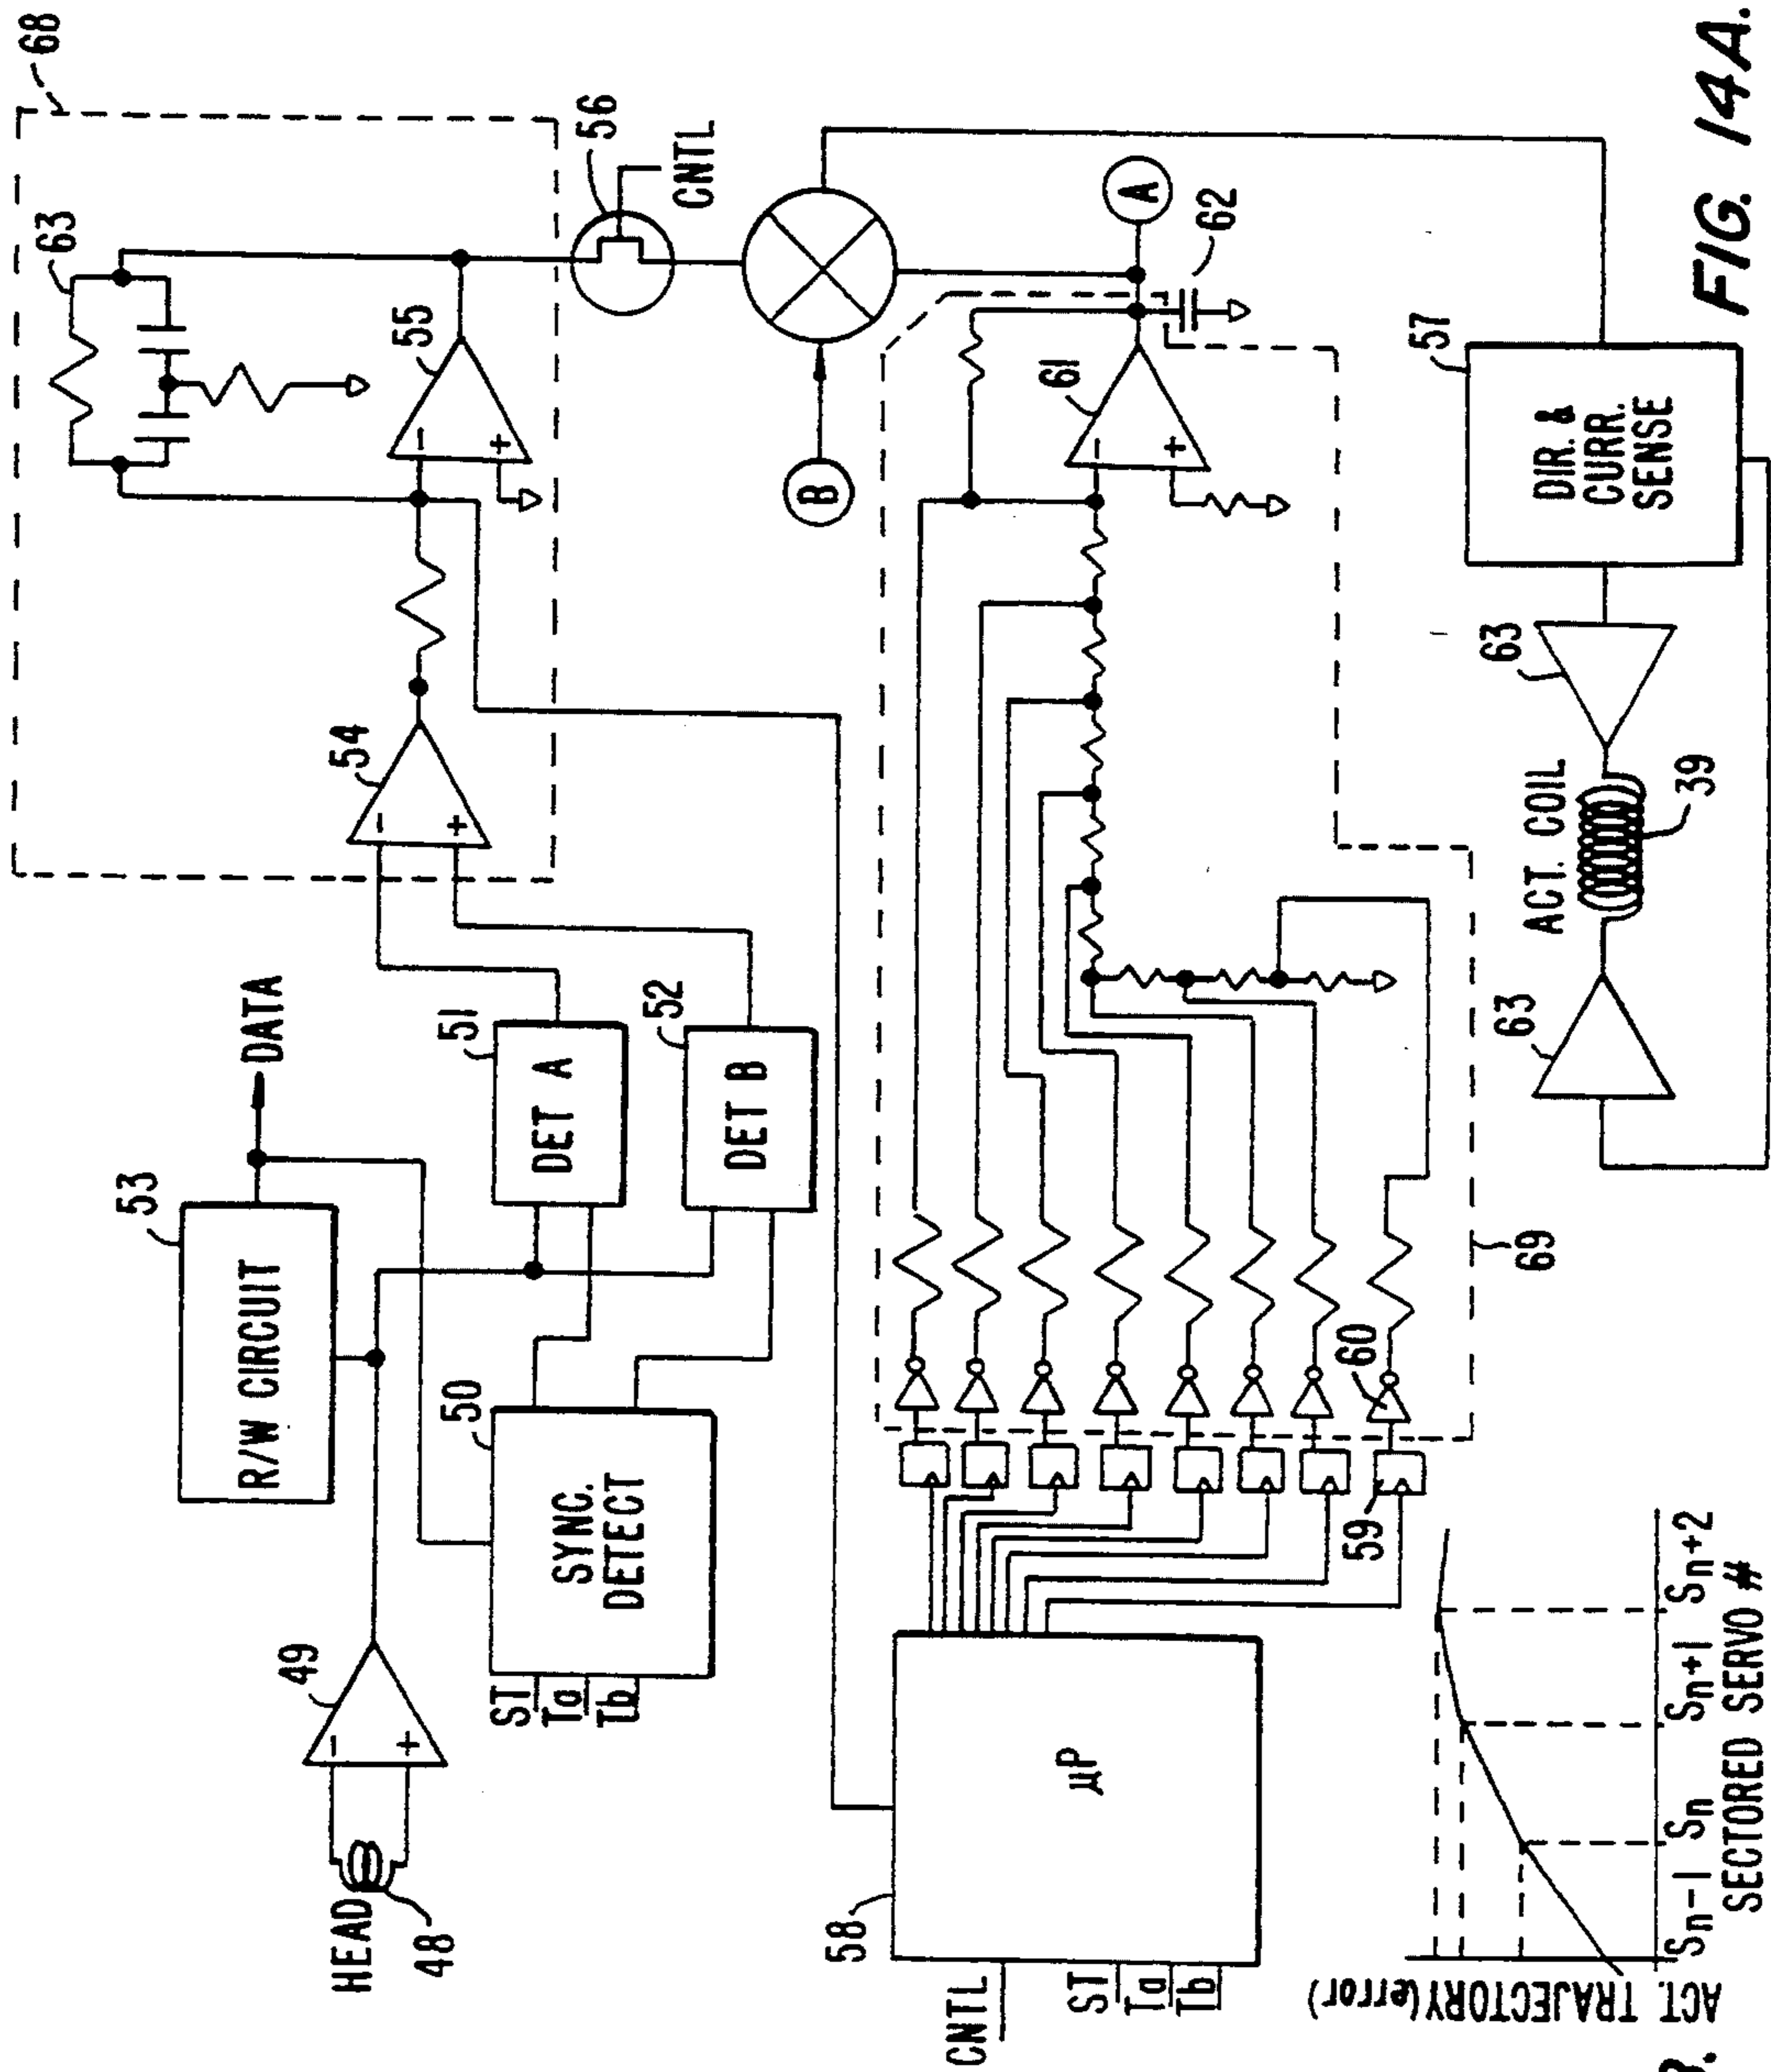 68
63
55
54
56
CNTL
53
R/W CIRCUIT
DATA
51
DET A
52
DET B
49
HEAD
48
50
SYNC.
DETECT
ST
Ta
Tb
B
A
62
61
69
60
59
58
μP
CNTL
ST
Ta
Tb
57
DIR. &
CURR.
SENSE
63
ACT. COIL
39
63
ACT. TRAJECTORY (error)
Sn-1 Sn Sn+1 Sn+2
SECTORED SERVO #
FIG. 14A.